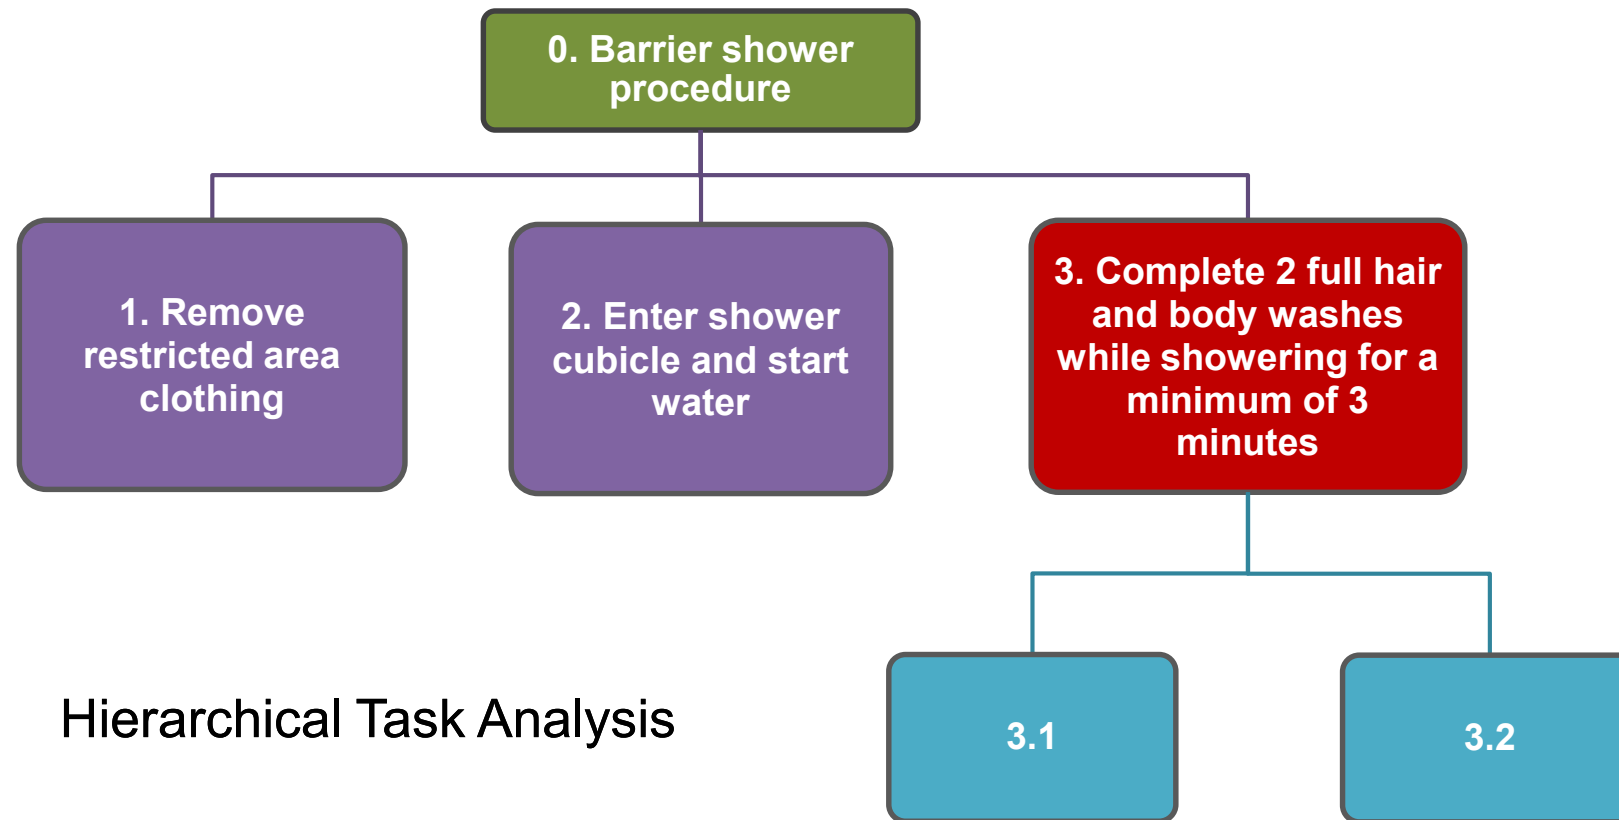 0. Barrier shower
procedure
1. Remove
restricted area
clothing
2. Enter shower
cubicle and start
water
3. Complete 2 full hair
and body washes
while showering for a
minimum of 3
minutes
Hierarchical Task Analysis
3.1
3.2